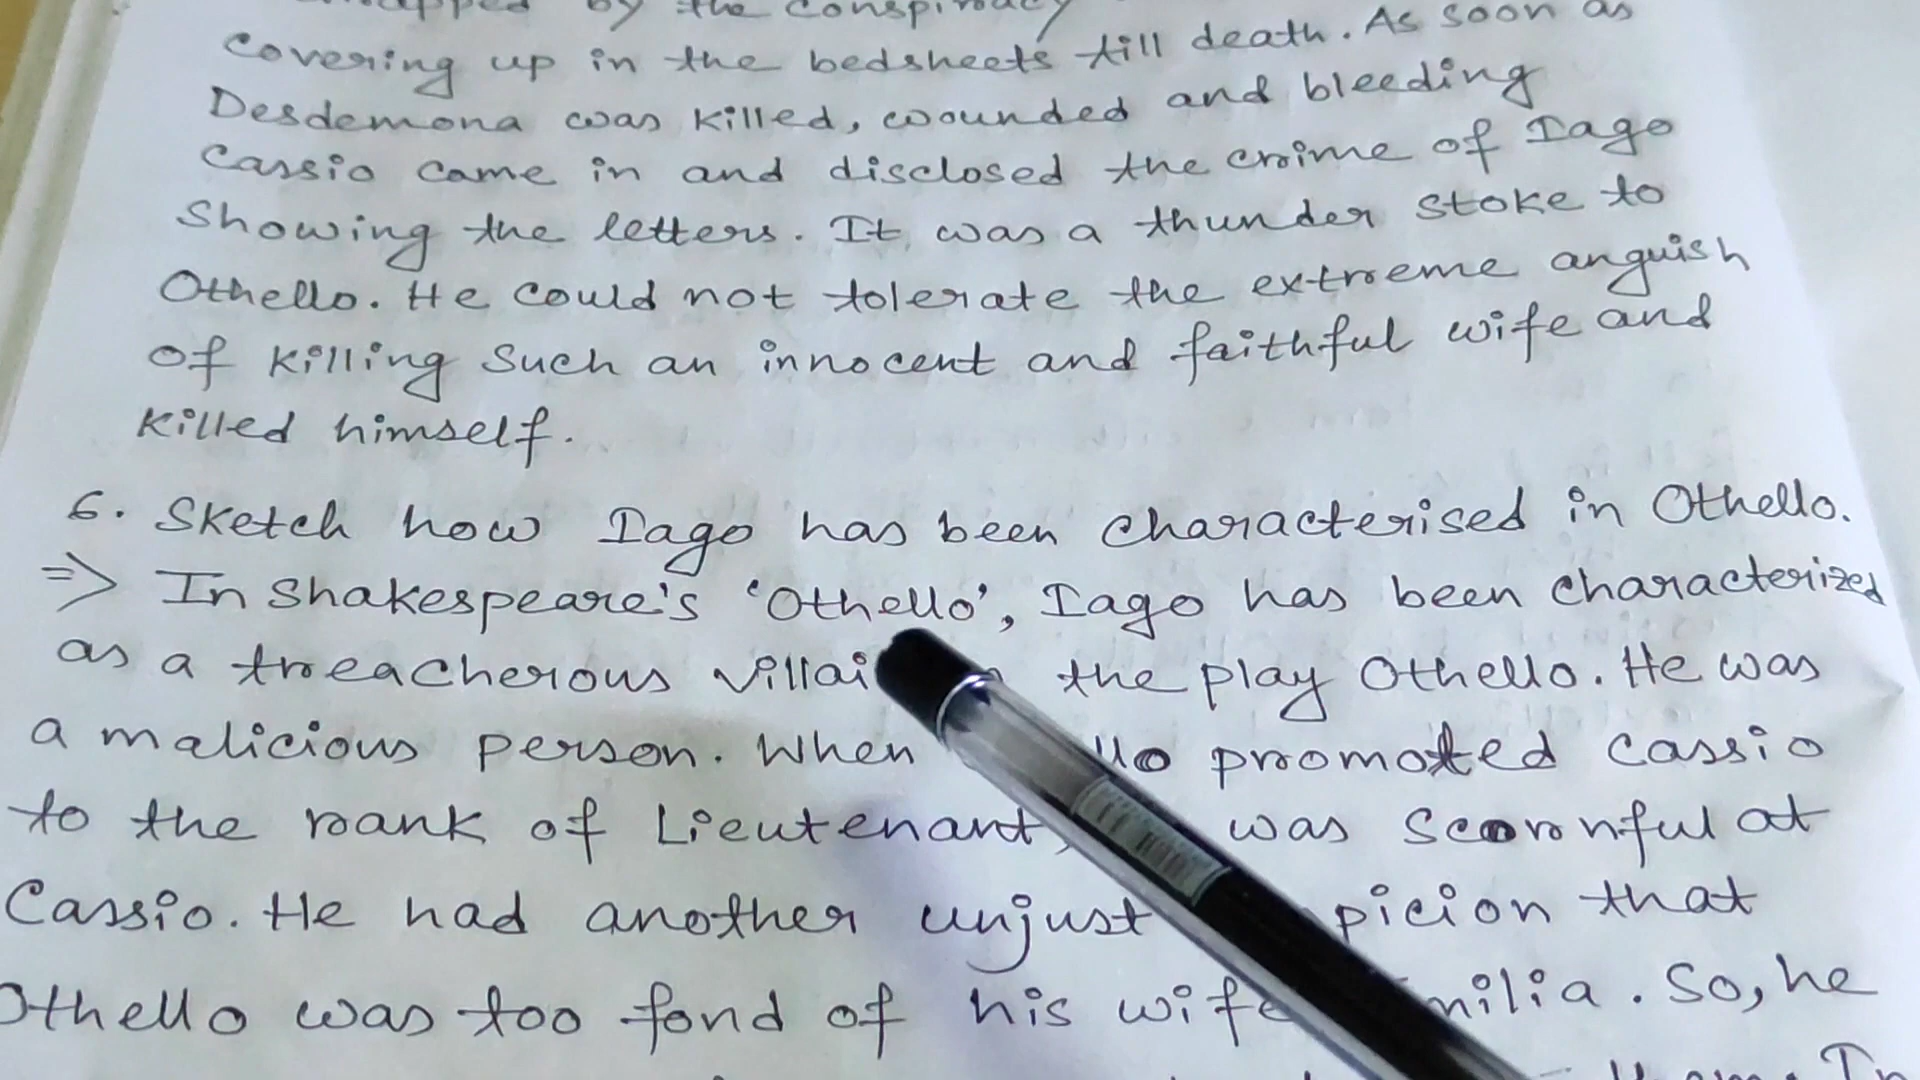 by the conspiracy
covering up in the bedsheets till death. As soon as
Desdemona was killed, wounded and bleeding
Cassio came in and disclosed the crime of Iago
showing the letters. It was a thunder stoke to
Othello. He could not tolerate the extreme anguish
of killing such an innocent and faithful wife and
killed himself.
6. Sketch how Iago has been characterised in Othello.
=> In Shakespeare's 'Othello', Iago has been characterized
as a treacherous villai the play Othello. He was
a malicious person. When llo promoted Cassio
to the rank of Lieutenant, was scornful at
Cassio. He had another unjust picion that
Othello was too fond of his wife milia. So, he
In